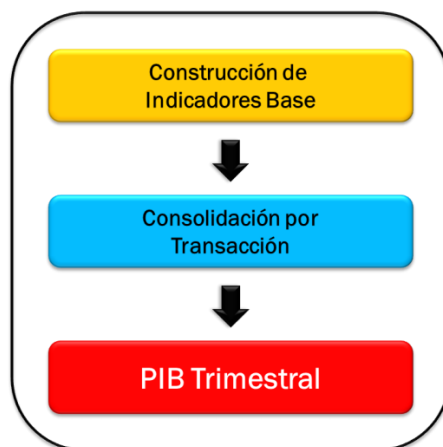 Construcción de
Indicadores Base
Consolidación por
Transacción
PIB Trimestral